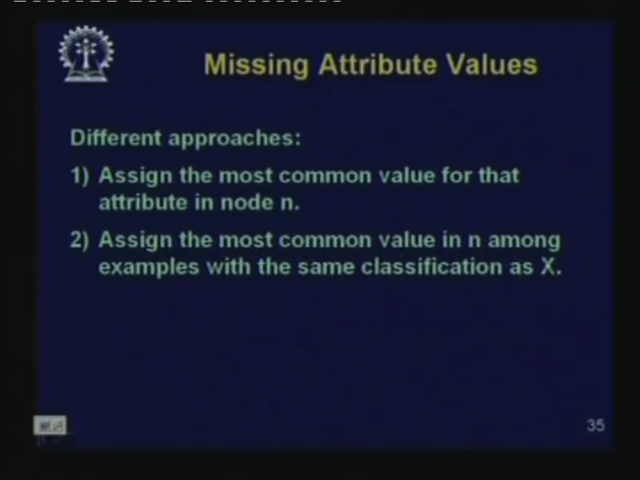 Missing Attribute Values
Different approaches:
1) Assign the most common value for that
attribute in node n.
2) Assign the most common value in n among
examples with the same classification as X.
35